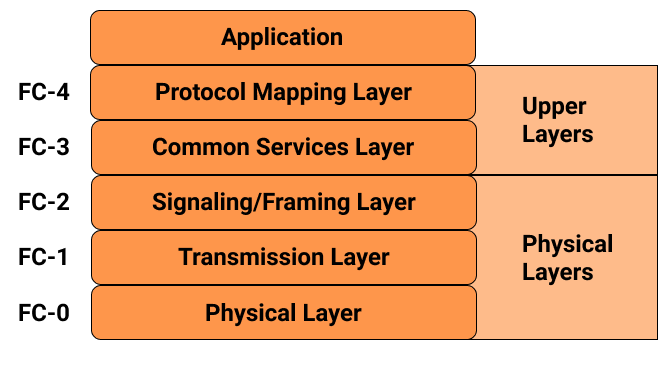 Application
FC-4 Protocol Mapping Layer
Upper
Layers
FC-3 Common Services Layer
FC-2 Signaling/Framing Layer
FC-1 Transmission Layer
Physical
Layers
FC-0 Physical Layer